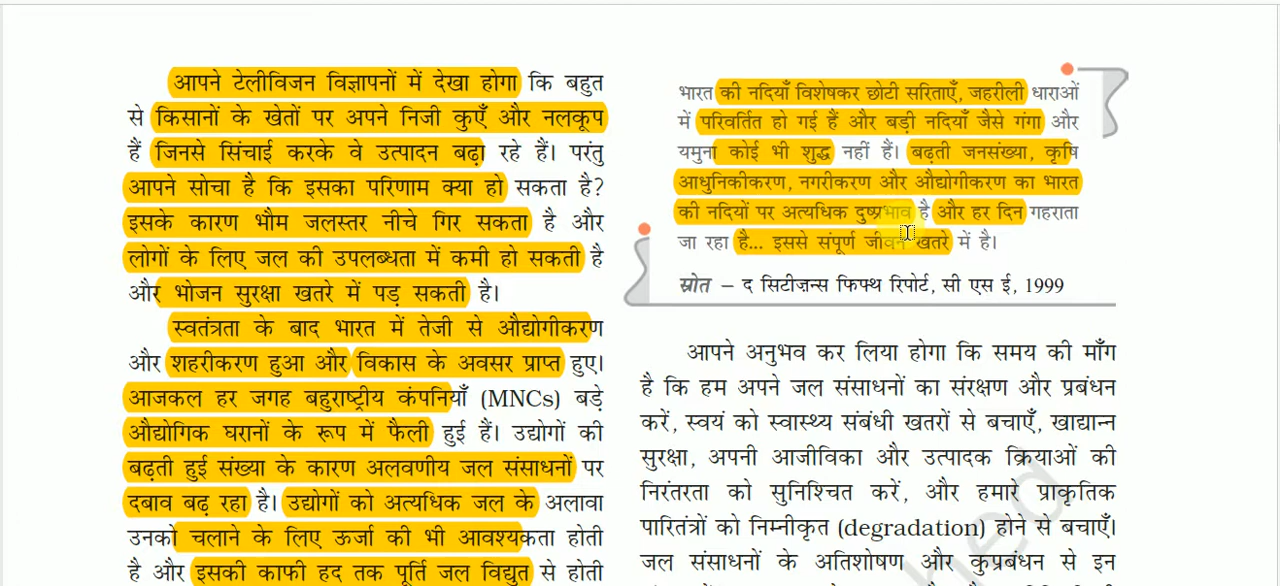 आपने टेलीविजन विज्ञापनों में देखा होगा कि बहुत
से किसानों के खेतों पर अपने निजी कुएँ और नलकूप
हैं जिनसे सिंचाई करके वे उत्पादन बढ़ा रहे हैं। परंतु
आपने सोचा है कि इसका परिणाम क्या हो सकता है?
इसके कारण भौम जलस्तर नीचे गिर सकता है और
लोगों के लिए जल की उपलब्धता में कमी हो सकती है
और भोजन सुरक्षा खतरे में पड़ सकती है।
स्वतंत्रता के बाद भारत में तेजी से औद्योगीकरण
और शहरीकरण हुआ और विकास के अवसर प्राप्त हुए।
आजकल हर जगह बहुराष्ट्रीय कंपनियाँ (MNCs) बड़े
औद्योगिक घरानों के रूप में फैली हुई हैं। उद्योगों की
बढ़ती हुई संख्या के कारण अलवणीय जल संसाधनों पर
दबाव बढ़ रहा है। उद्योगों को अत्यधिक जल के अलावा
उनको चलाने के लिए ऊर्जा की भी आवश्यकता होती
है और इसकी काफी हद तक पूर्ति जल विद्युत से होती
भारत की नदियाँ विशेषकर छोटी सरिताएँ, जहरीली धाराओं
में परिवर्तित हो गई हैं और बड़ी नदियाँ जैसे गंगा और
यमुना कोई भी शुद्ध नहीं हैं। बढ़ती जनसंख्या, कृषि
आधुनिकीकरण, नगरीकरण और औद्योगीकरण का भारत
की नदियों पर अत्यधिक दुष्प्रभाव है और हर दिन गहराता
जा रहा है... इससे संपूर्ण जीवन खतरे में है।
स्रोत – द सिटीज़न्स फिफ्थ रिपोर्ट, सी एस ई, 1999
आपने अनुभव कर लिया होगा कि समय की माँग
है कि हम अपने जल संसाधनों का संरक्षण और प्रबंधन
करें, स्वयं को स्वास्थ्य संबंधी खतरों से बचाएँ, खाद्यान्न
सुरक्षा, अपनी आजीविका और उत्पादक क्रियाओं की
निरंतरता को सुनिश्चित करें, और हमारे प्राकृतिक
पारितंत्रों को निम्नीकृत (degradation) होने से बचाएँ।
जल संसाधनों के अतिशोषण और कुप्रबंधन से इन